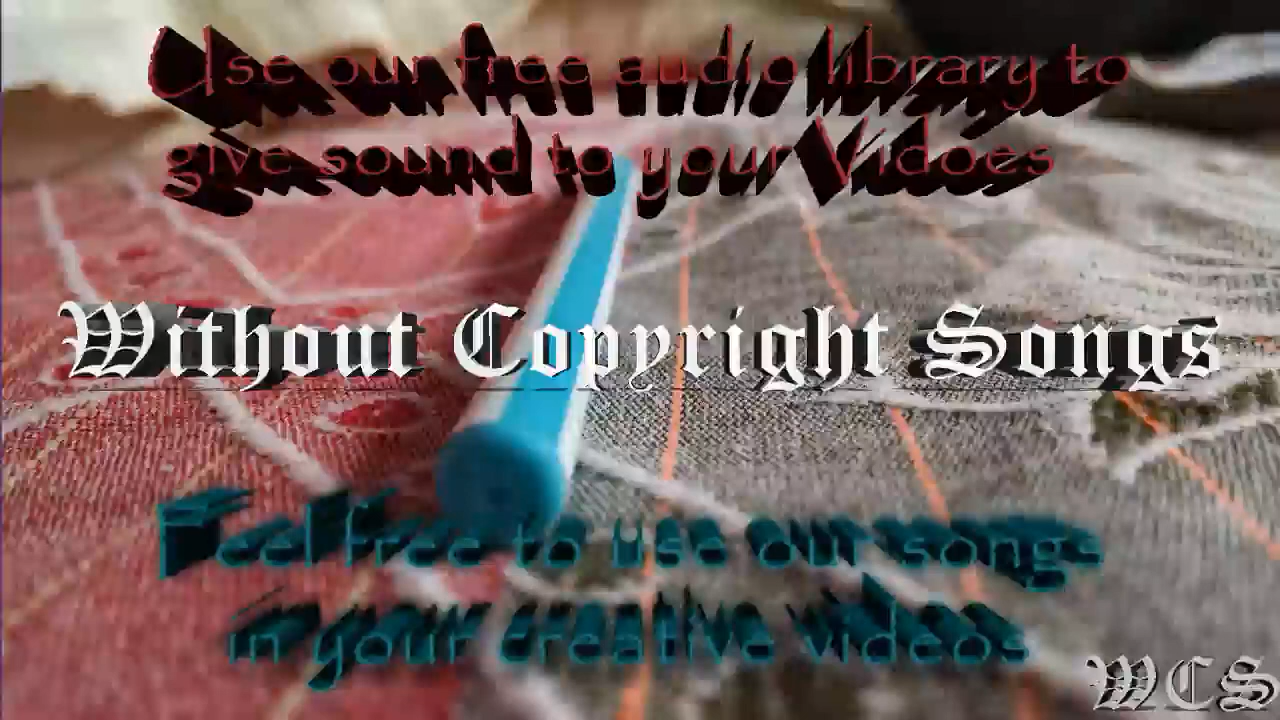 Use our free audio library to
give sound to your Vidoes
Without Copyright Songs
Feel free to use our songs
in your creative videos
WCS